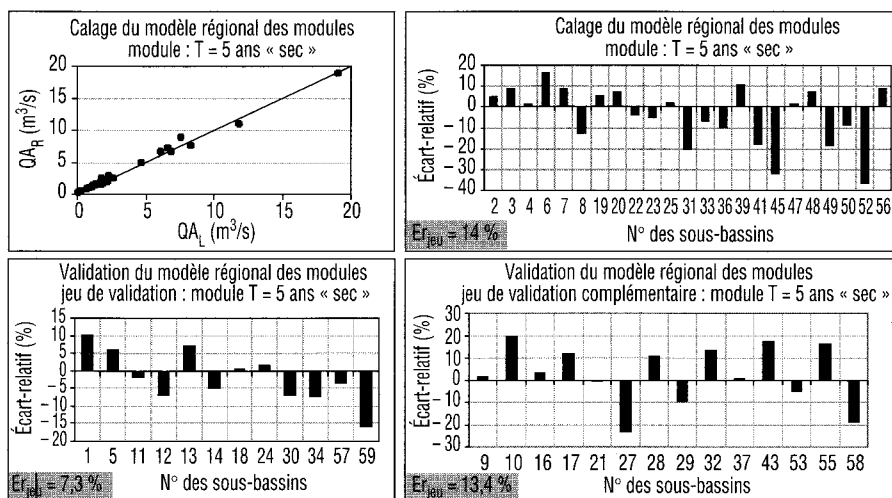 Calage du modèle régional des modules
module : T = 5 ans « sec »
20
15
10
5
0
QA_R (m³/s)
0 5 10 15 20
QA_L (m³/s)
Calage du modèle régional des modules
module : T = 5 ans « sec »
20
10
0
– 10
– 20
– 30
– 40
Écart-relatif (%)
2 3 4 6 7 8 19 20 22 23 25 31 33 36 39 41 45 47 48 49 50 52 56
Er_jeu = 14 %
N° des sous-bassins
Validation du modèle régional des modules
jeu de validation : module T = 5 ans « sec »
15
10
5
0
– 5
– 10
– 15
– 20
Écart-relatif (%)
1 5 11 12 13 14 18 24 30 34 57 59
Er_jeu = 7,3 %
N° des sous-bassins
Validation du modèle régional des modules
jeu de validation complémentaire : module T = 5 ans « sec »
30
20
10
0
– 10
– 20
– 30
Écart-relatif (%)
9 10 16 17 21 27 28 29 32 37 43 53 55 58
Er_jeu = 13,4 %
N° des sous-bassins